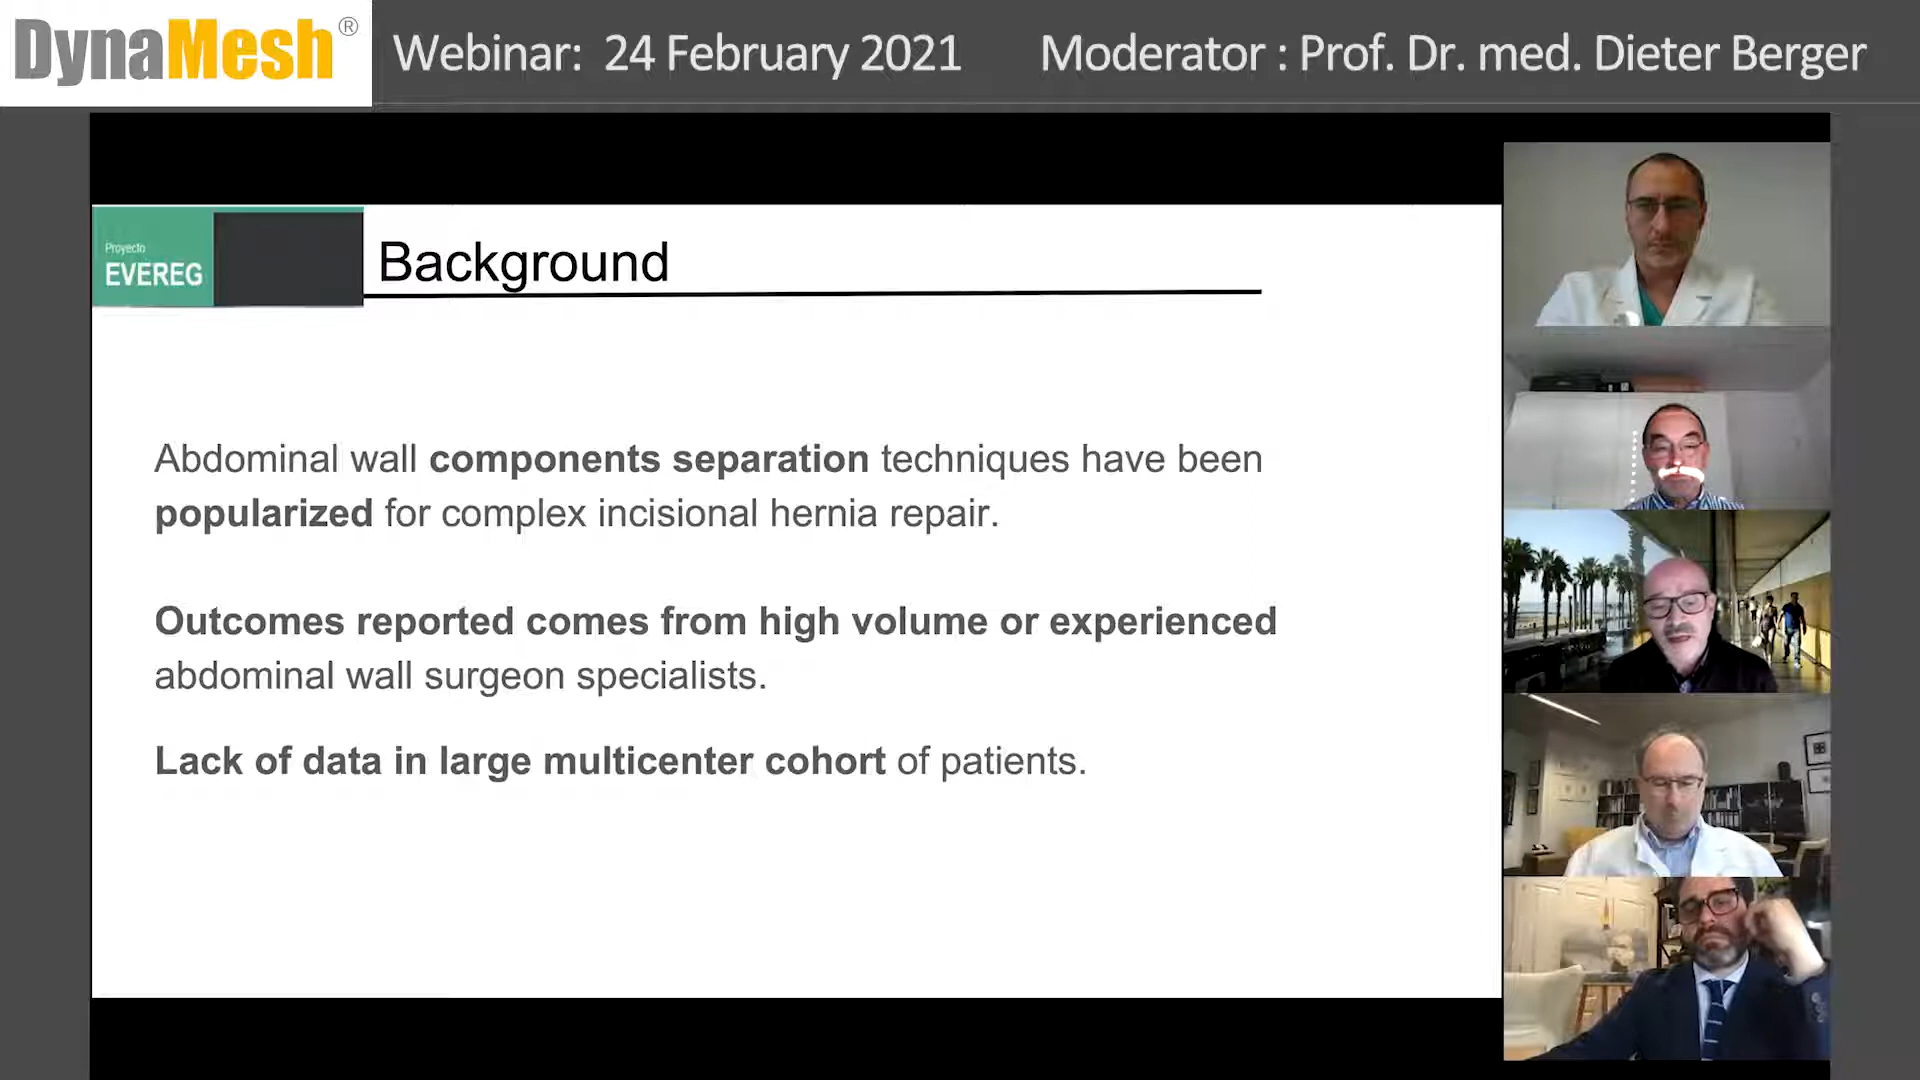 DynaMesh®
Webinar: 24 February 2021
Moderator : Prof. Dr. med. Dieter Berger
Proyecto
EVEREG
Background
Abdominal wall components separation techniques have been
popularized for complex incisional hernia repair.
Outcomes reported comes from high volume or experienced
abdominal wall surgeon specialists.
Lack of data in large multicenter cohort of patients.